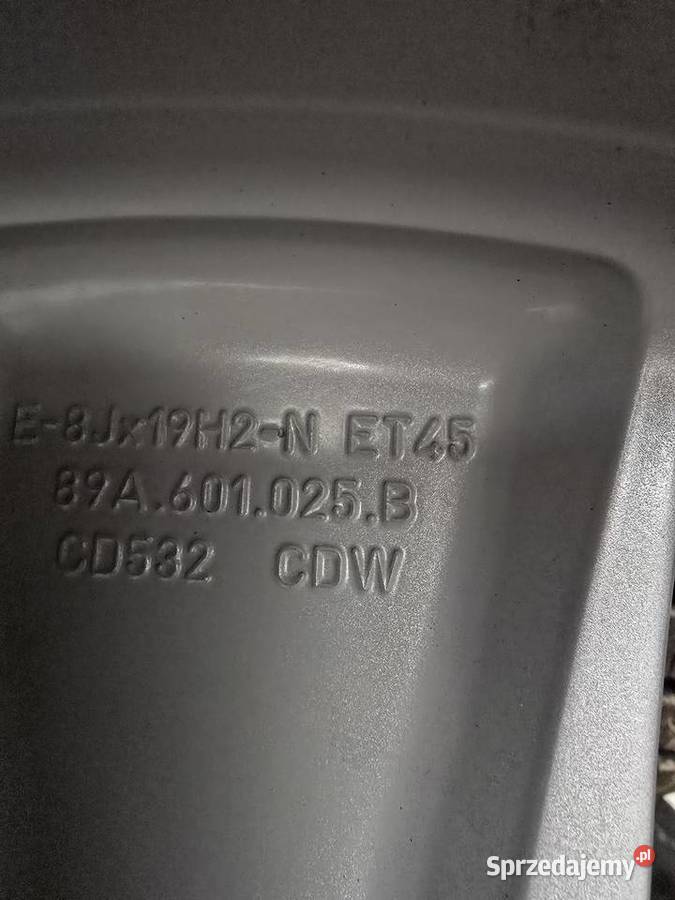 E-8Jx19H2-N ET45
89A.601.025.B
CD532 CDW
Sprzedajemy.pl